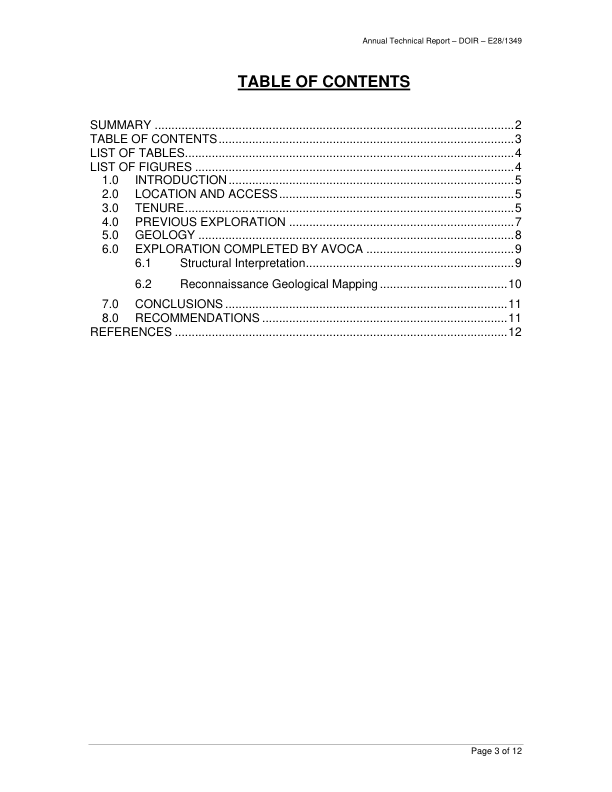 Annual Technical Report – DOIR – E28/1349
TABLE OF CONTENTS
SUMMARY ............................................................................................................2
TABLE OF CONTENTS.........................................................................................3
LIST OF TABLES...................................................................................................4
LIST OF FIGURES ................................................................................................4
1.0 INTRODUCTION.....................................................................................5
2.0 LOCATION AND ACCESS......................................................................5
3.0 TENURE..................................................................................................5
4.0 PREVIOUS EXPLORATION ...................................................................7
5.0 GEOLOGY ..............................................................................................8
6.0 EXPLORATION COMPLETED BY AVOCA ............................................9
6.1 Structural Interpretation...............................................................9
6.2 Reconnaissance Geological Mapping ......................................10
7.0 CONCLUSIONS ....................................................................................11
8.0 RECOMMENDATIONS .........................................................................11
REFERENCES ....................................................................................................12
Page 3 of 12